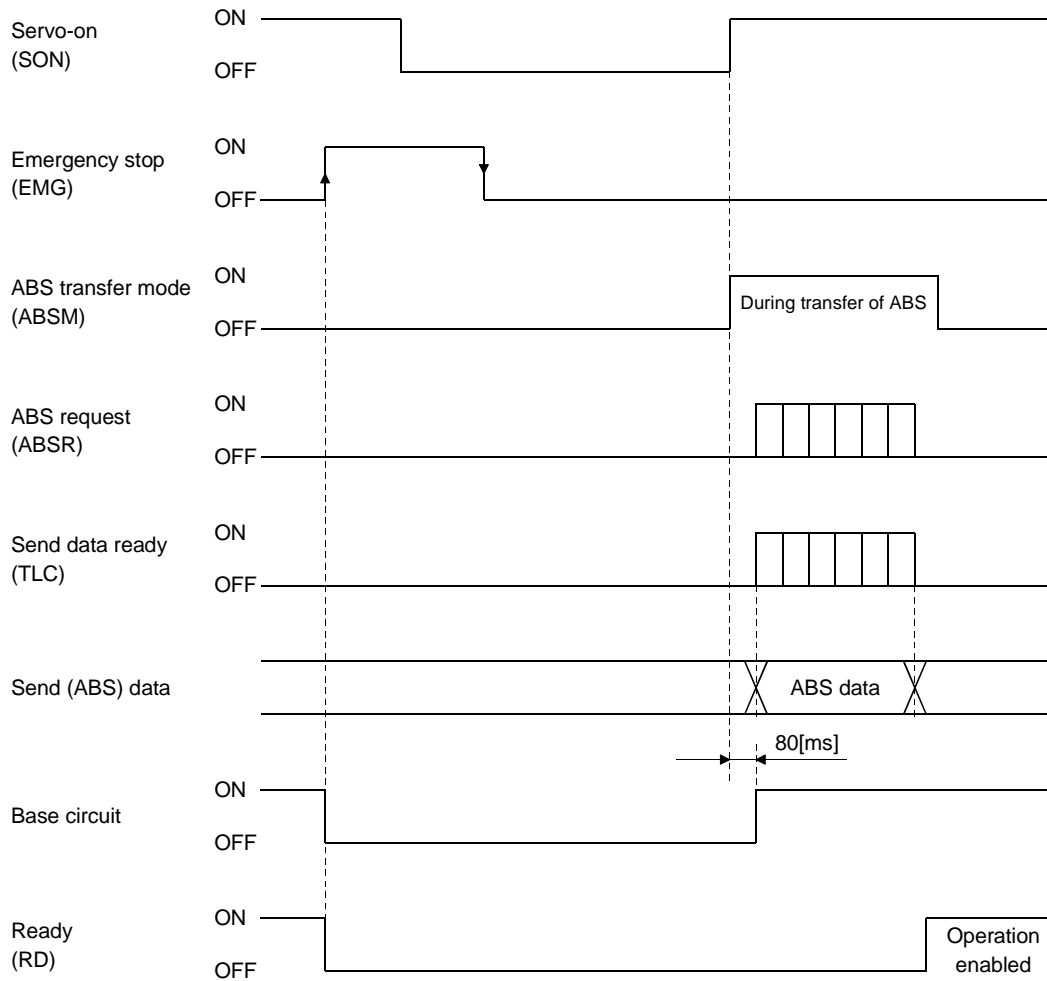 Servo-on
(SON)
ON
OFF
Emergency stop
(EMG)
ON
OFF
ABS transfer mode
(ABSM)
ON
OFF
During transfer of ABS
ABS request
(ABSR)
ON
OFF
Send data ready
(TLC)
ON
OFF
Send (ABS) data
ABS data
80[ms]
Base circuit
ON
OFF
Ready
(RD)
ON
OFF
Operation
enabled